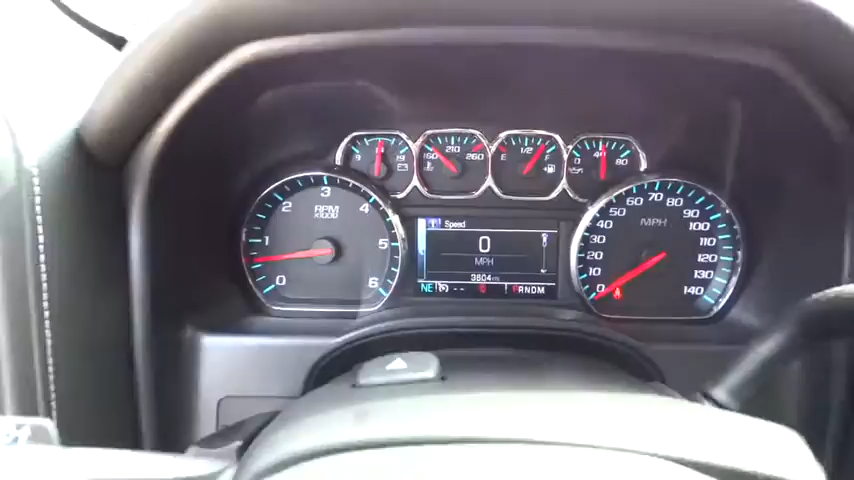 9 19
160 210 260
E 1/2 F
0 40 80
RPM
X1000
0 1 2 3 4 5 6
Speed
0
MPH
3804
NE -- PRNDM
MPH
0 10 20 30 40 50 60 70 80 90 100 110 120 130 140